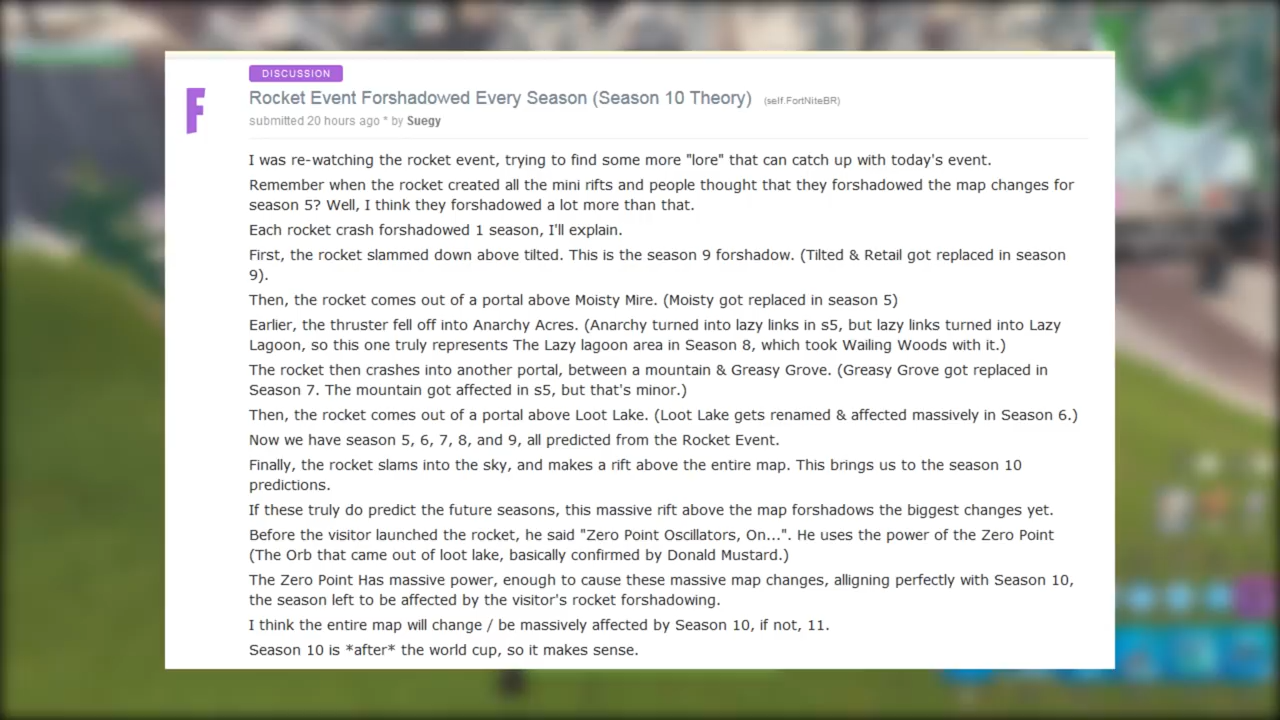 DISCUSSION
Rocket Event Forshadowed Every Season (Season 10 Theory) (self.FortNiteBR)
submitted 20 hours ago * by Suegy
I was re-watching the rocket event, trying to find some more "lore" that can catch up with today's event.
Remember when the rocket created all the mini rifts and people thought that they forshadowed the map changes for
season 5? Well, I think they forshadowed a lot more than that.
Each rocket crash forshadowed 1 season, I'll explain.
First, the rocket slammed down above tilted. This is the season 9 forshadow. (Tilted & Retail got replaced in season
9).
Then, the rocket comes out of a portal above Moisty Mire. (Moisty got replaced in season 5)
Earlier, the thruster fell off into Anarchy Acres. (Anarchy turned into lazy links in s5, but lazy links turned into Lazy
Lagoon, so this one truly represents The Lazy lagoon area in Season 8, which took Wailing Woods with it.)
The rocket then crashes into another portal, between a mountain & Greasy Grove. (Greasy Grove got replaced in
Season 7. The mountain got affected in s5, but that's minor.)
Then, the rocket comes out of a portal above Loot Lake. (Loot Lake gets renamed & affected massively in Season 6.)
Now we have season 5, 6, 7, 8, and 9, all predicted from the Rocket Event.
Finally, the rocket slams into the sky, and makes a rift above the entire map. This brings us to the season 10
predictions.
If these truly do predict the future seasons, this massive rift above the map forshadows the biggest changes yet.
Before the visitor launched the rocket, he said "Zero Point Oscillators, On...". He uses the power of the Zero Point
(The Orb that came out of loot lake, basically confirmed by Donald Mustard.)
The Zero Point Has massive power, enough to cause these massive map changes, alligning perfectly with Season 10,
the season left to be affected by the visitor's rocket forshadowing.
I think the entire map will change / be massively affected by Season 10, if not, 11.
Season 10 is *after* the world cup, so it makes sense.